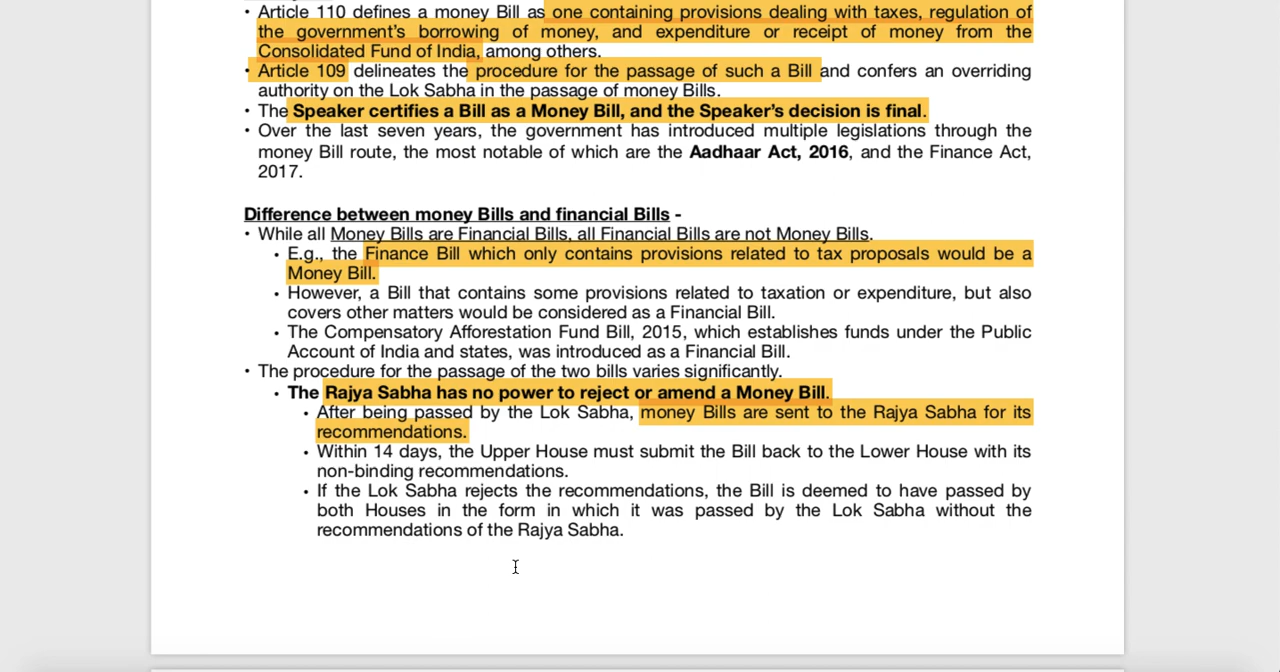 • Article 110 defines a money Bill as one containing provisions dealing with taxes, regulation of
the government's borrowing of money, and expenditure or receipt of money from the
Consolidated Fund of India, among others.
• Article 109 delineates the procedure for the passage of such a Bill and confers an overriding
authority on the Lok Sabha in the passage of money Bills.
• The Speaker certifies a Bill as a Money Bill, and the Speaker's decision is final.
• Over the last seven years, the government has introduced multiple legislations through the
money Bill route, the most notable of which are the Aadhaar Act, 2016, and the Finance Act,
2017.
Difference between money Bills and financial Bills -
• While all Money Bills are Financial Bills, all Financial Bills are not Money Bills.
• E.g., the Finance Bill which only contains provisions related to tax proposals would be a
Money Bill.
• However, a Bill that contains some provisions related to taxation or expenditure, but also
covers other matters would be considered as a Financial Bill.
• The Compensatory Afforestation Fund Bill, 2015, which establishes funds under the Public
Account of India and states, was introduced as a Financial Bill.
• The procedure for the passage of the two bills varies significantly.
• The Rajya Sabha has no power to reject or amend a Money Bill.
• After being passed by the Lok Sabha, money Bills are sent to the Rajya Sabha for its
recommendations.
• Within 14 days, the Upper House must submit the Bill back to the Lower House with its
non-binding recommendations.
• If the Lok Sabha rejects the recommendations, the Bill is deemed to have passed by
both Houses in the form in which it was passed by the Lok Sabha without the
recommendations of the Rajya Sabha.